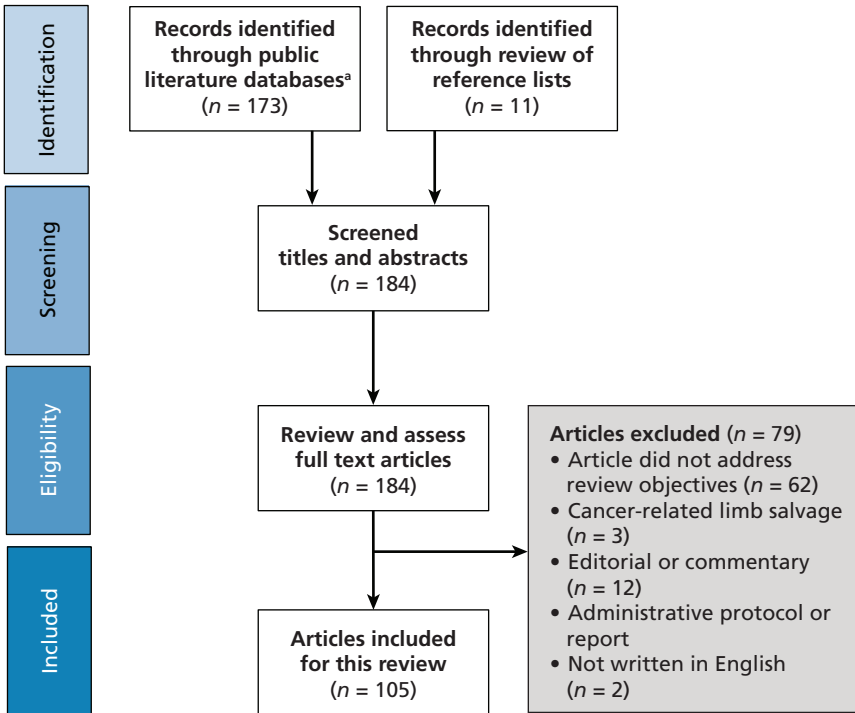 Identification
Records identified
through public
literature databasesᵃ
(n = 173)
Records identified
through review of
reference lists
(n = 11)
Screening
Screened
titles and abstracts
(n = 184)
Eligibility
Review and assess
full text articles
(n = 184)
Articles excluded (n = 79)
• Article did not address
review objectives (n = 62)
• Cancer-related limb salvage
(n = 3)
• Editorial or commentary
(n = 12)
• Administrative protocol or
report
• Not written in English
(n = 2)
Included
Articles included
for this review
(n = 105)